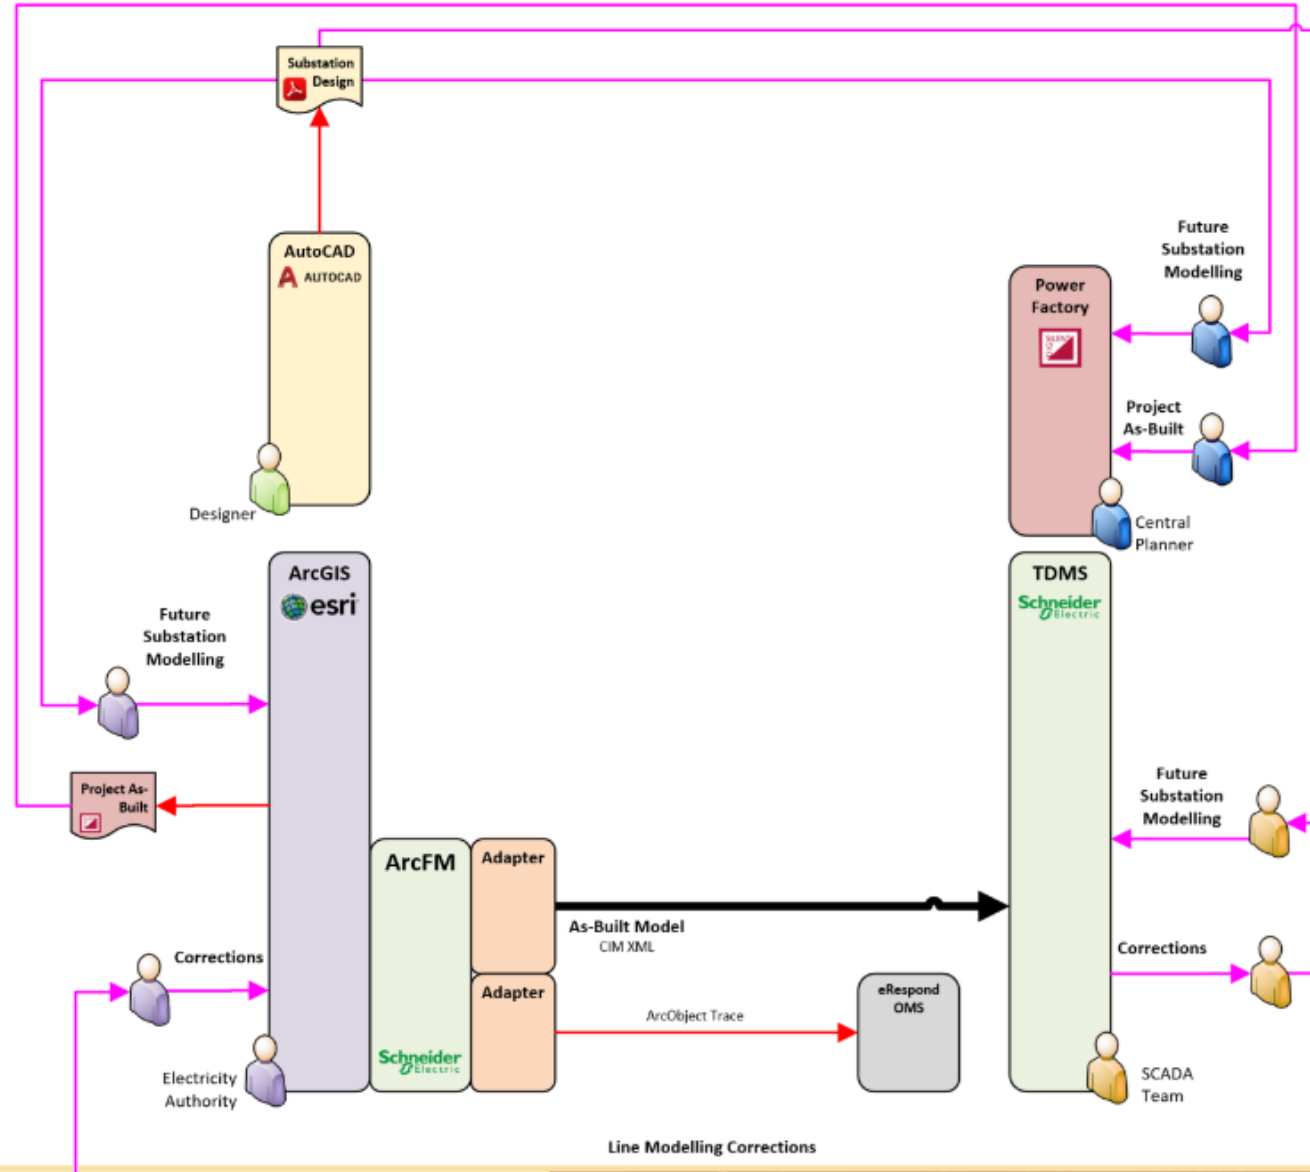 Substation
Design
AutoCAD
AUTOCAD
Designer
Future
Substation
Modelling
Power
Factory
Project
As-Built
Central
Planner
ArcGIS
esri
Future
Substation
Modelling
Project As-
Built
ArcFM
Adapter
Schneider
Electric
Adapter
As-Built Model
CIM XML
ArcObject Trace
eRespond
OMS
TDMS
Schneider
Electric
Future
Substation
Modelling
Corrections
SCADA
Team
Corrections
Electricity
Authority
Line Modelling Corrections